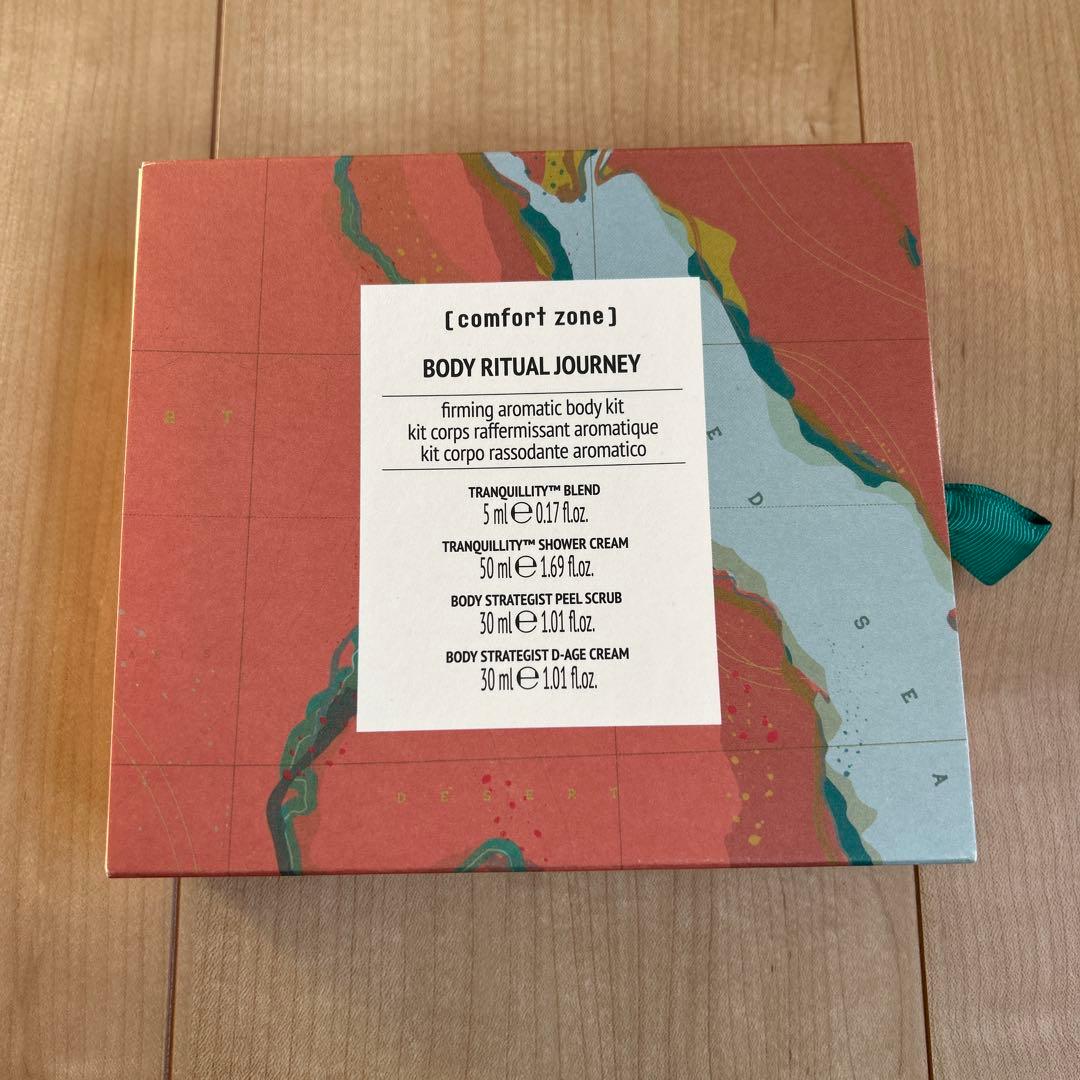 [comfort zone]
BODY RITUAL JOURNEY
firming aromatic body kit
kit corps raffermissant aromatique
kit corpo rassodante aromatico
TRANQUILLITY™ BLEND
5 ml ℮ 0.17 fl.oz.
TRANQUILLITY™ SHOWER CREAM
50 ml ℮ 1.69 fl.oz.
BODY STRATEGIST PEEL SCRUB
30 ml ℮ 1.01 fl.oz.
BODY STRATEGIST D-AGE CREAM
30 ml ℮ 1.01 fl.oz.
E D
S E A
DESERT